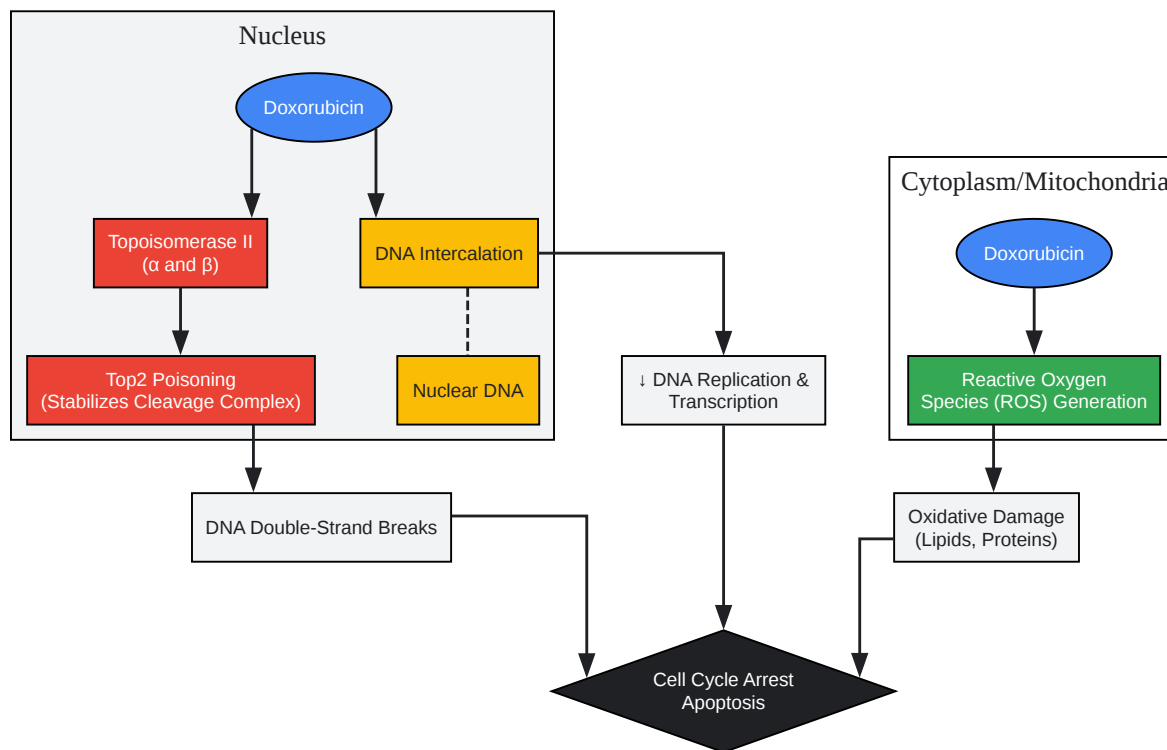 Nucleus
Doxorubicin
Topoisomerase II
(α and β)
DNA Intercalation
Top2 Poisoning
(Stabilizes Cleavage Complex)
Nuclear DNA
DNA Double-Strand Breaks
↓ DNA Replication &
Transcription
Cytoplasm/Mitochondria
Doxorubicin
Reactive Oxygen
Species (ROS) Generation
Oxidative Damage
(Lipids, Proteins)
Cell Cycle Arrest
Apoptosis